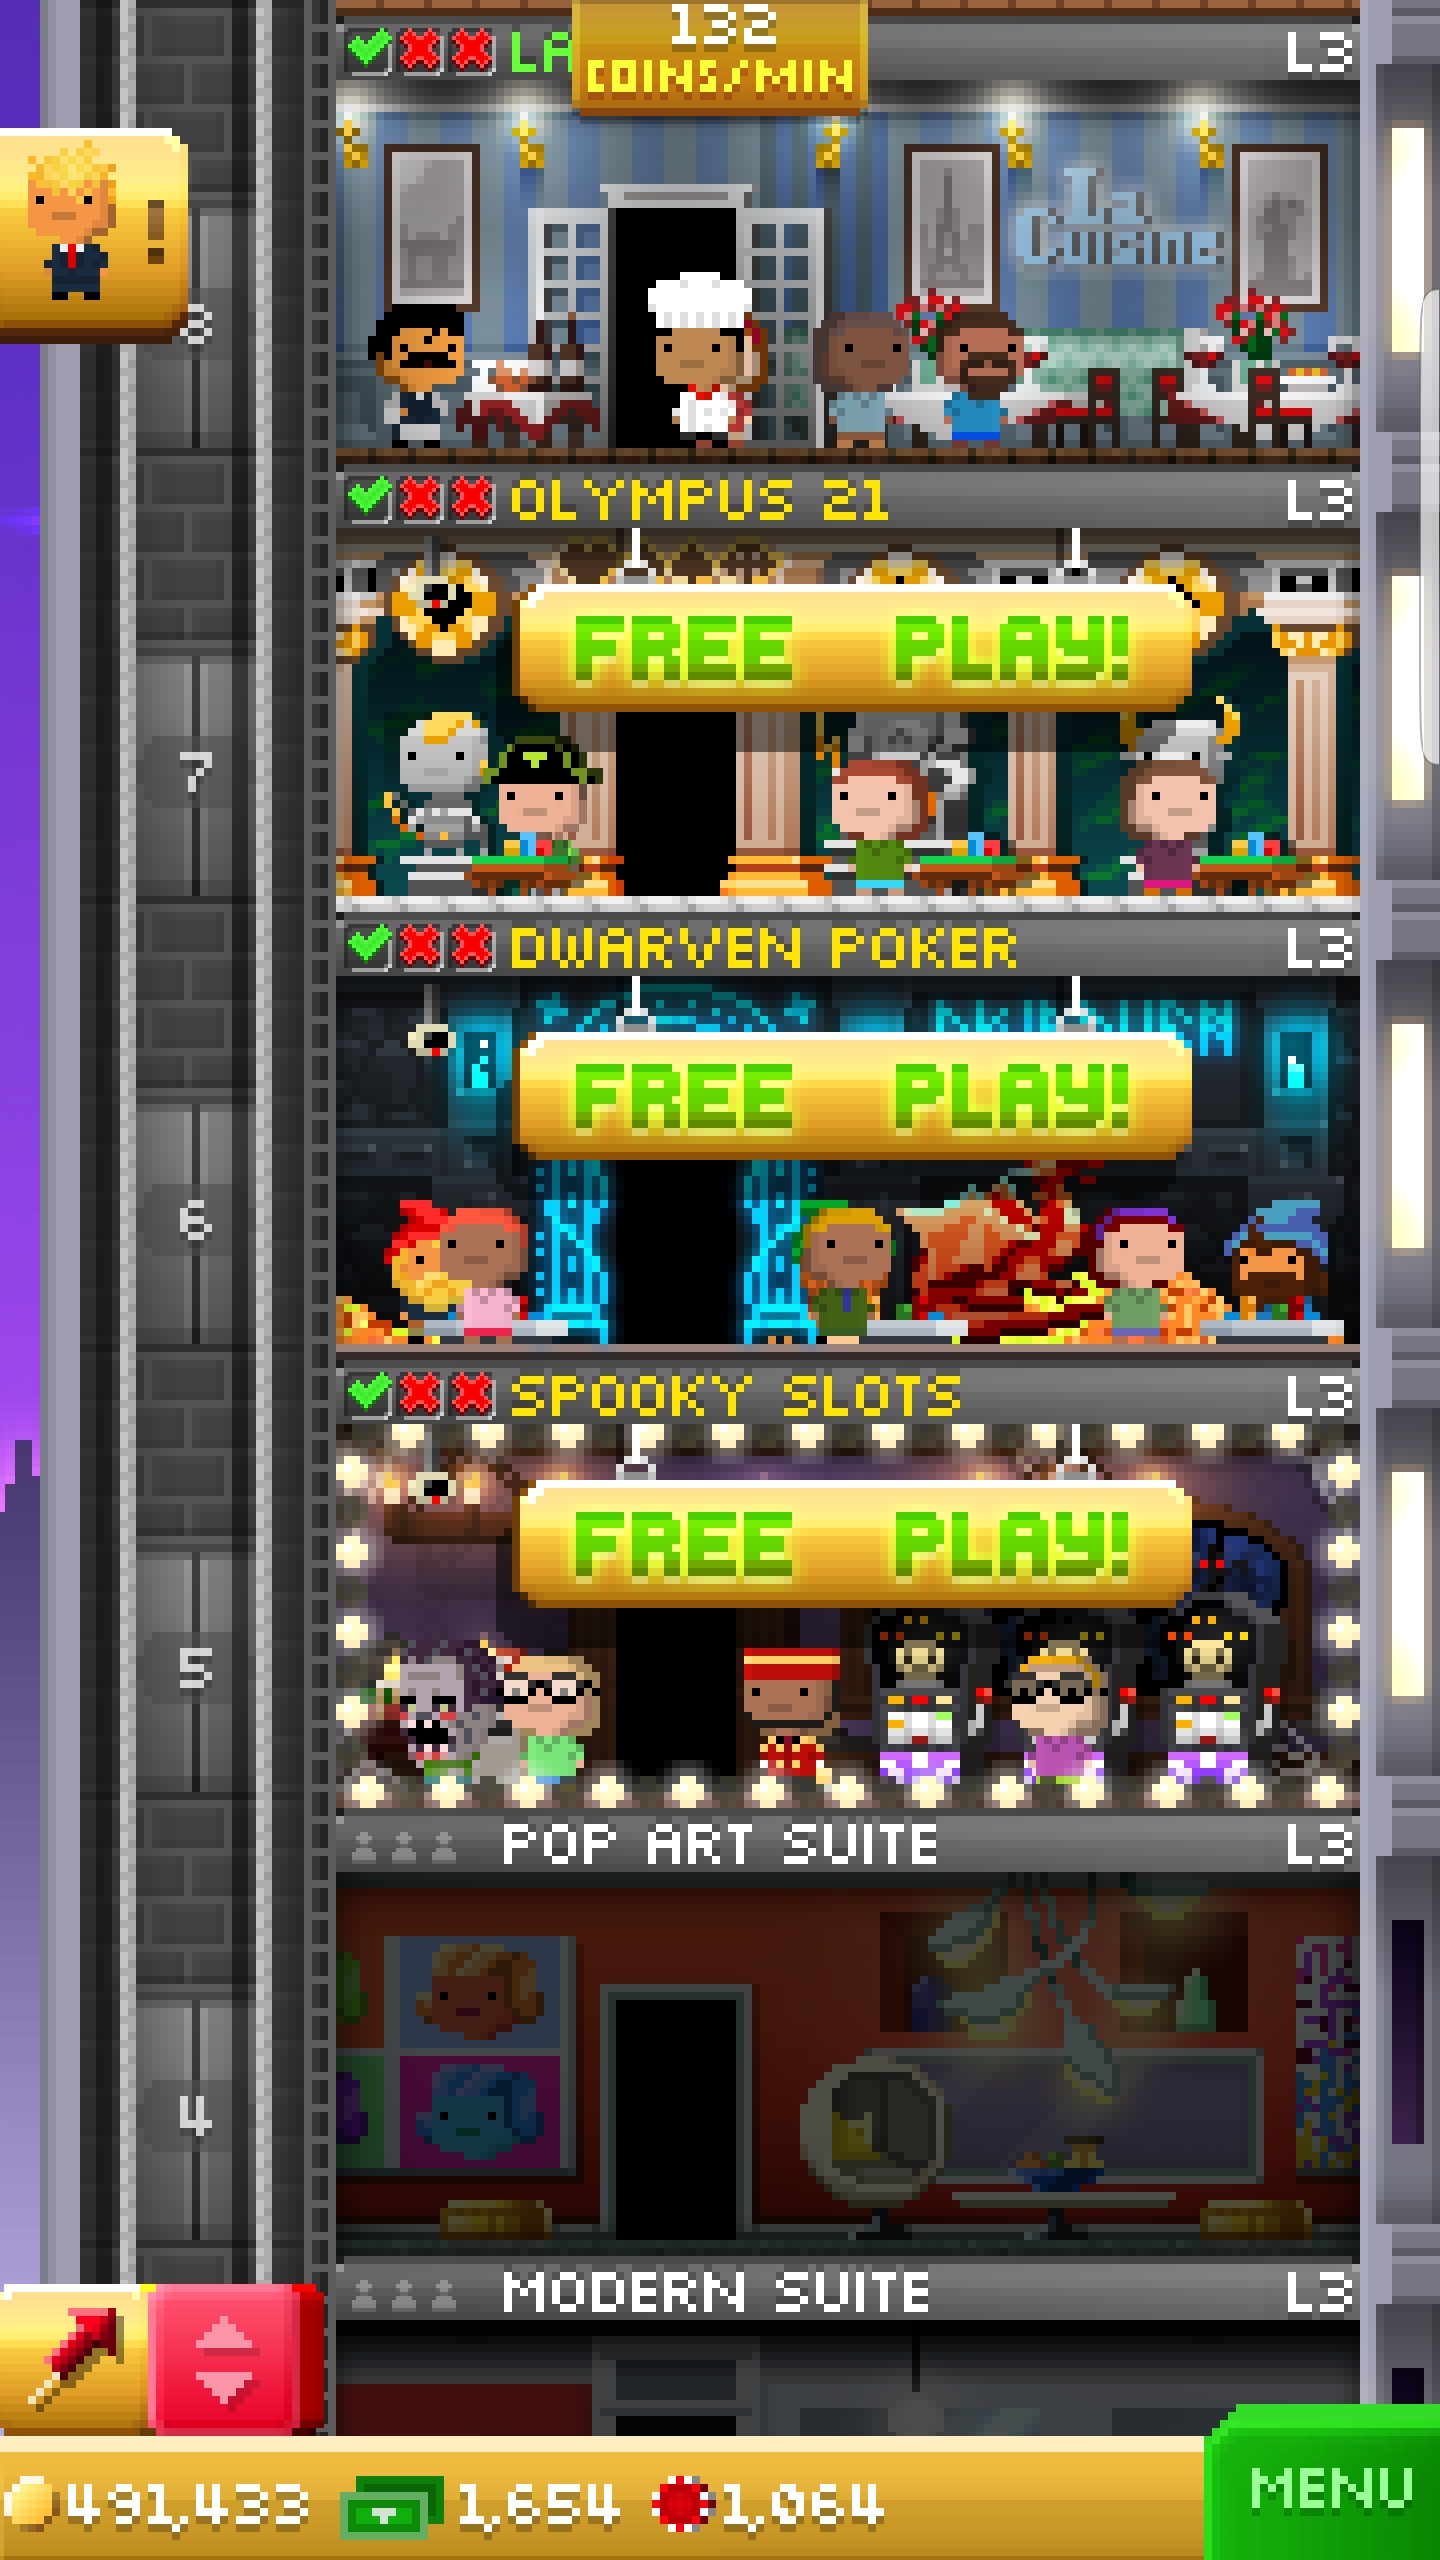 132
COINS/MIN
LA
L3
La
Cuisine
!
8
OLYMPUS 21
L3
FREE PLAY!
7
DWARVEN POKER
L3
FREE PLAY!
6
SPOOKY SLOTS
L3
FREE PLAY!
5
POP ART SUITE
L3
4
MODERN SUITE
L3
491,433
1,654
1,064
MENU